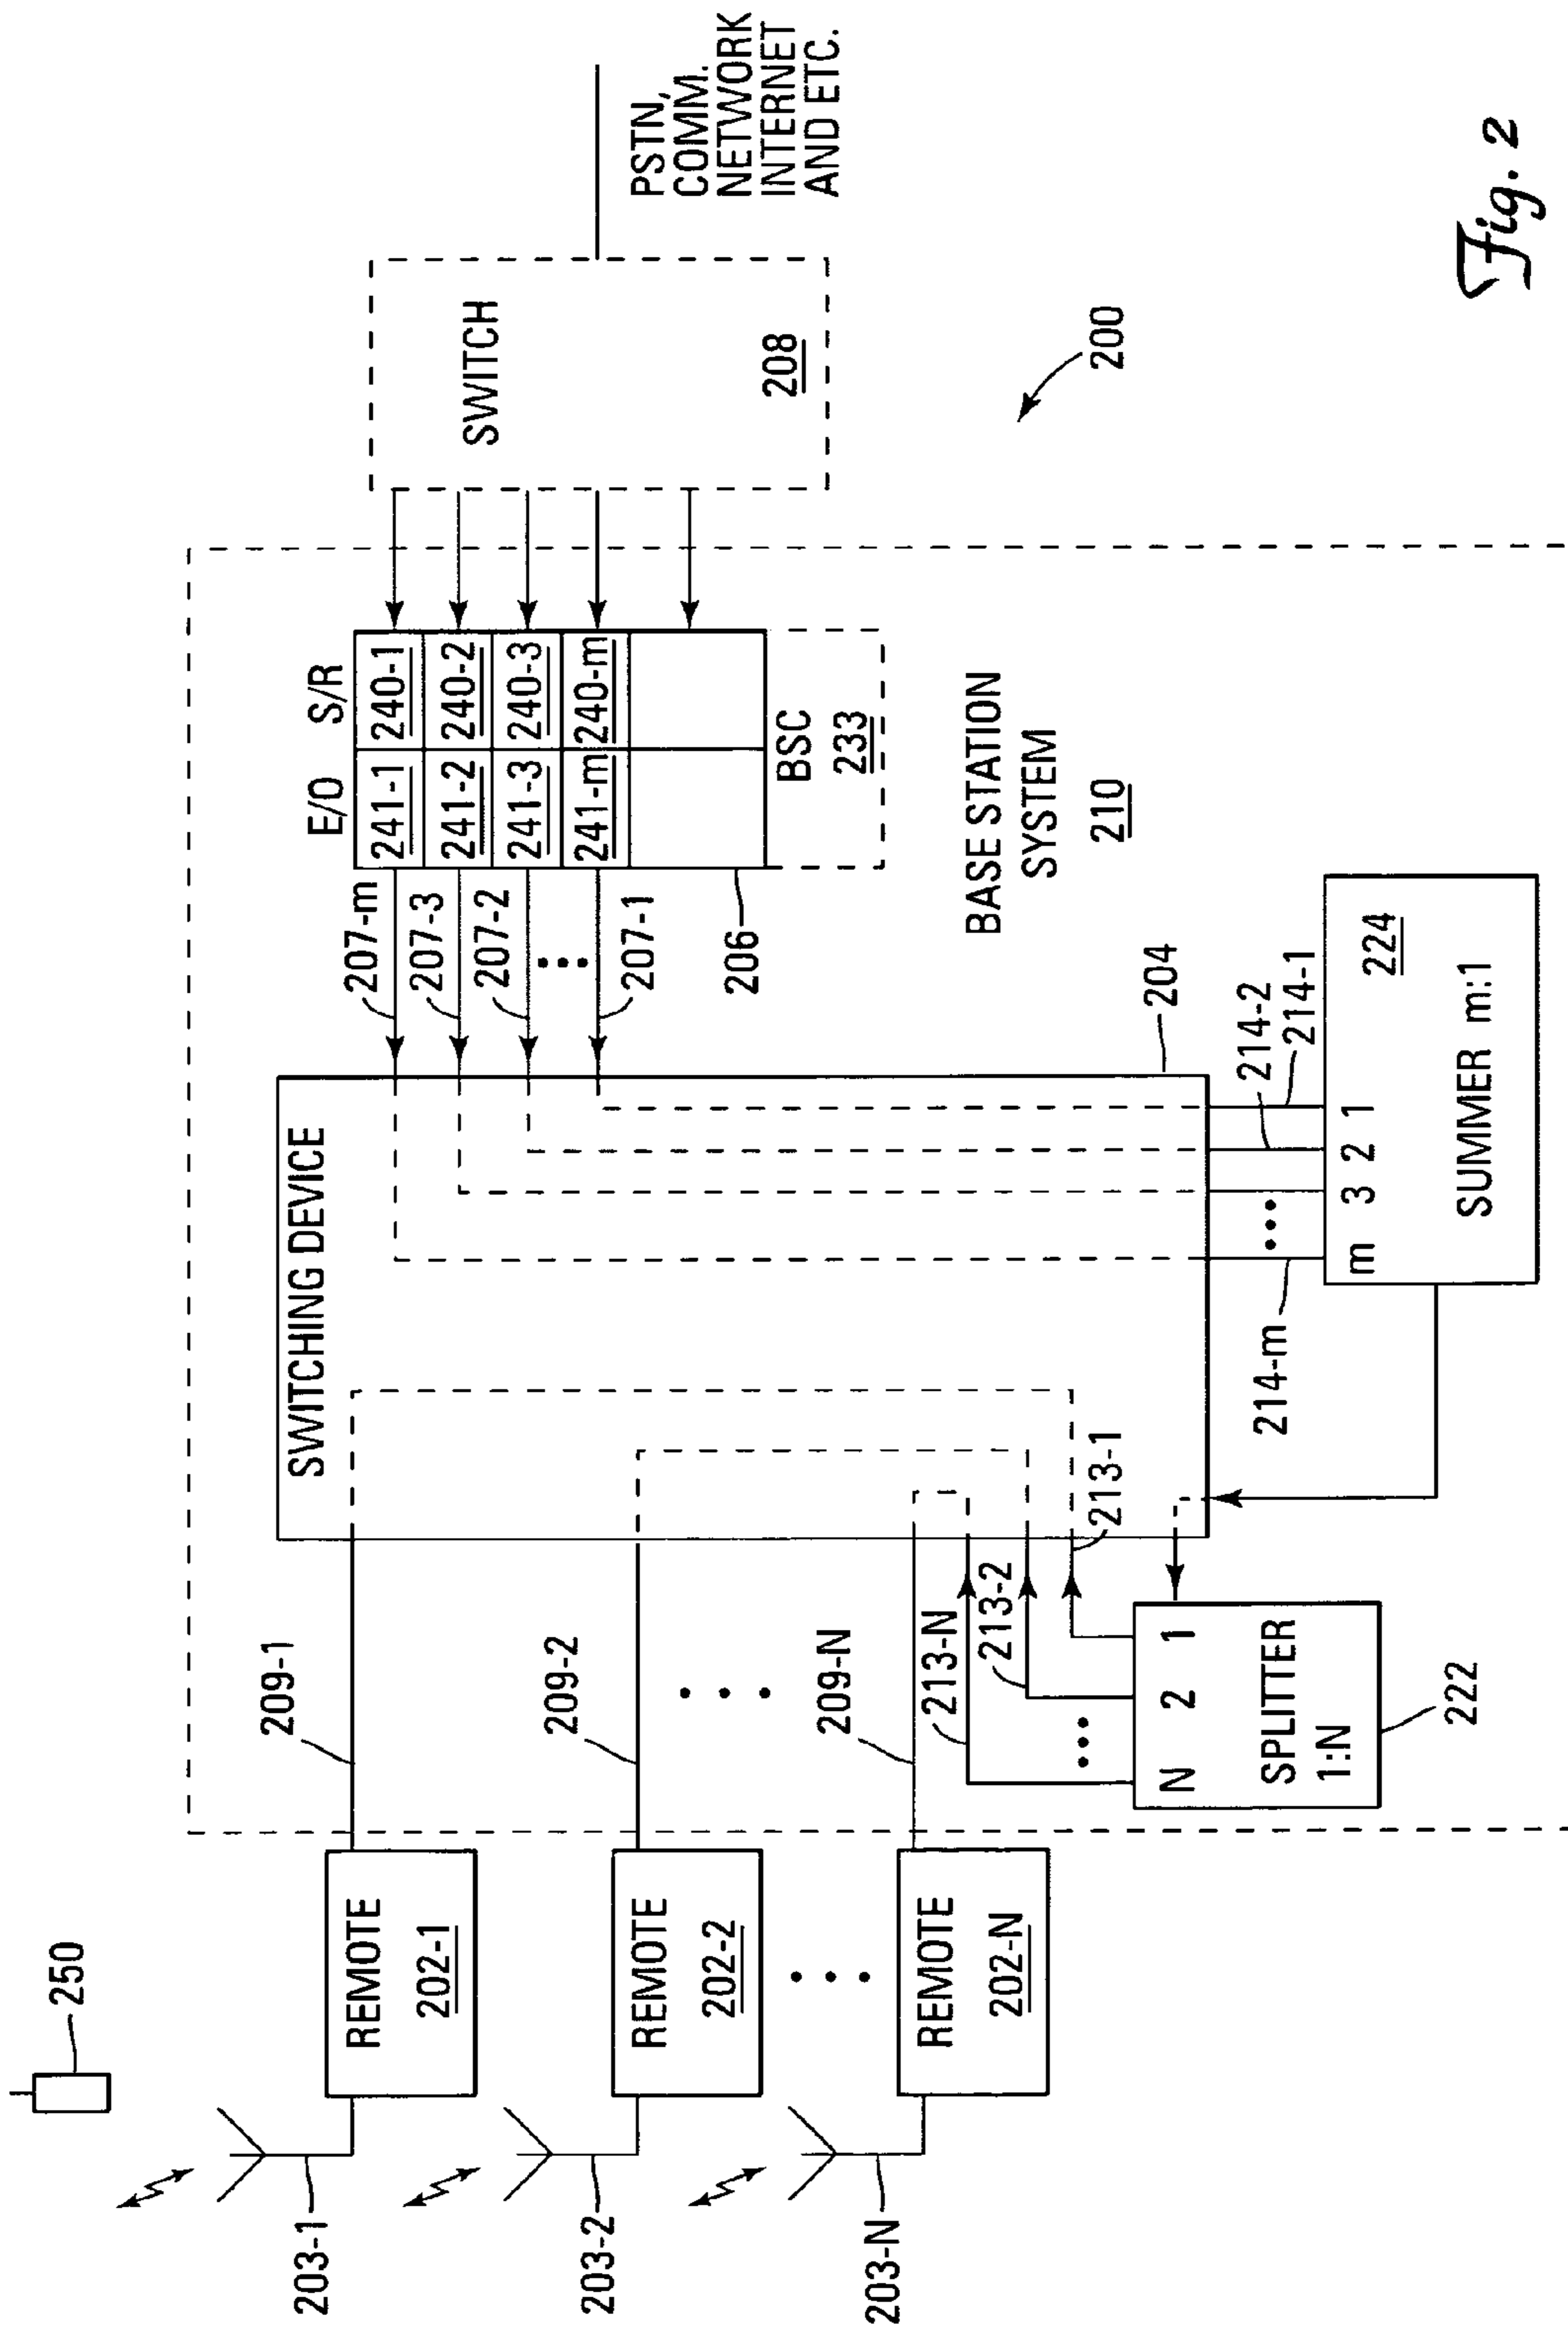 250
203-1
203-2
203-N
REMOTE
202-1
REMOTE
202-2
REMOTE
202-N
209-1
209-2
209-N
213-N
213-2
213-1
N 2 1
SPLITTER
1:N
222
SWITCHING DEVICE
204
214-m
214-2
214-1
m 3 2 1
224
SUMMER m:1
207-m
207-3
207-2
207-1
206
E/O S/R
241-1 240-1
241-2 240-2
241-3 240-3
241-m 240-m
BSC
233
BASE STATION
SYSTEM
210
SWITCH
208
200
PSTN,
COMM.
NETWORK
INTERNET
AND ETC.
Fig. 2